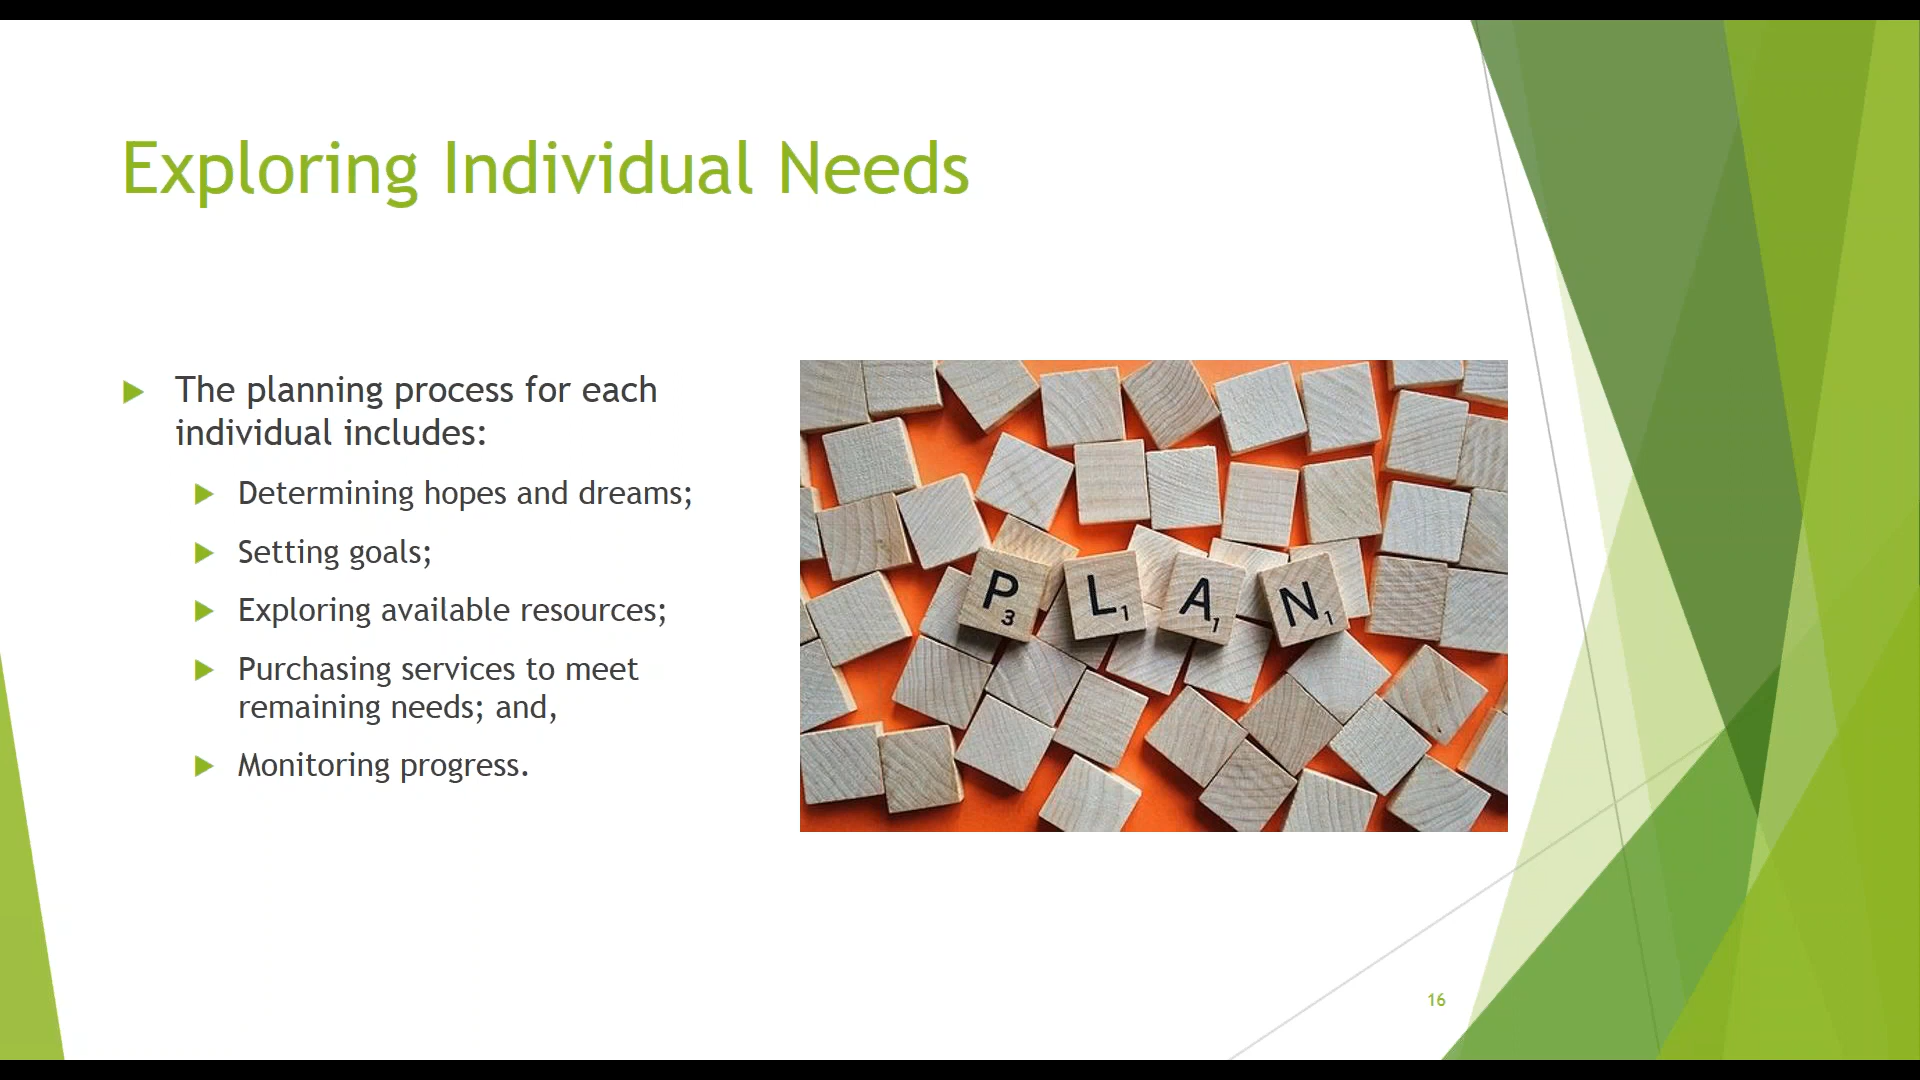 Exploring Individual Needs
The planning process for each
individual includes:
Determining hopes and dreams;
Setting goals;
Exploring available resources;
Purchasing services to meet
remaining needs; and,
Monitoring progress.
P3 L1 A1 N1
16